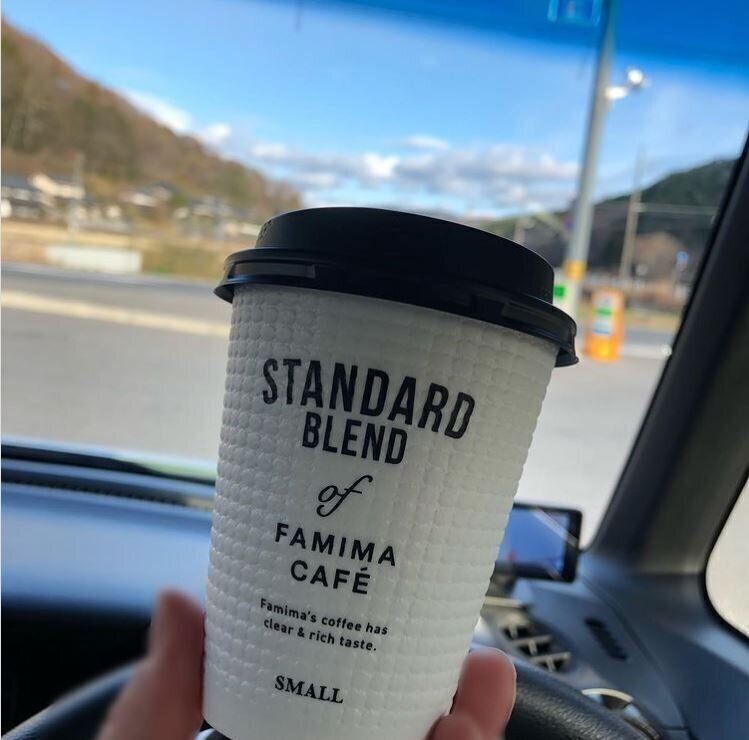 STANDARD
BLEND
of
FAMIMA
CAFÉ
Famima's coffee has
clear & rich taste.
SMALL